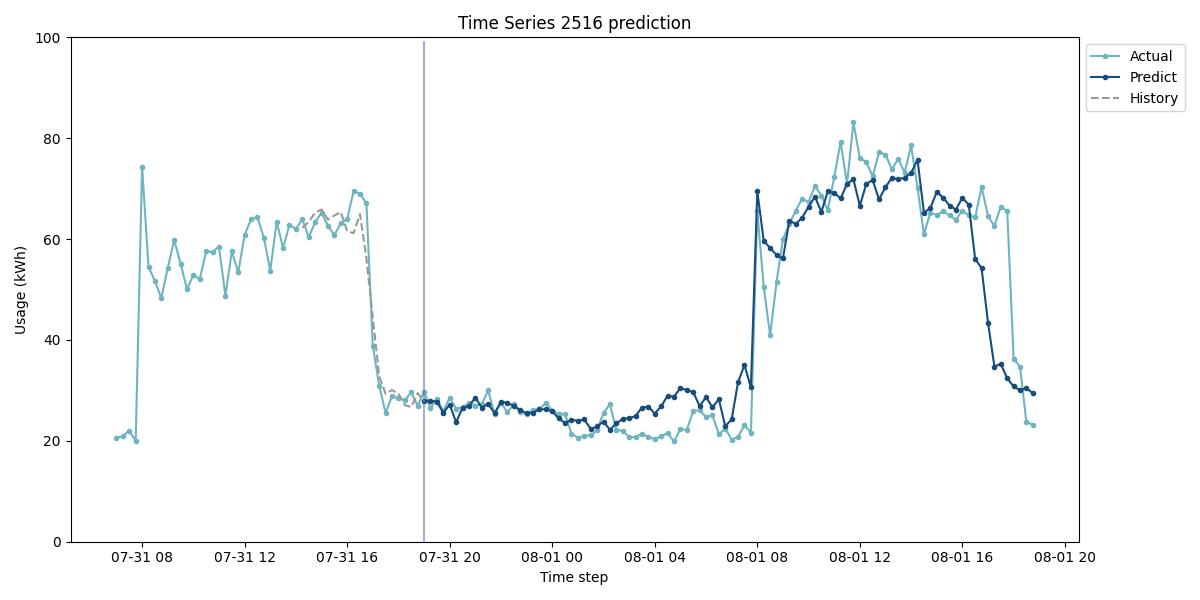 Time Series 2516 prediction
Usage (kWh)
100
80
60
40
20
0
07-31 08
07-31 12
07-31 16
07-31 20
08-01 00
08-01 04
08-01 08
08-01 12
08-01 16
08-01 20
Time step
Actual
Predict
History